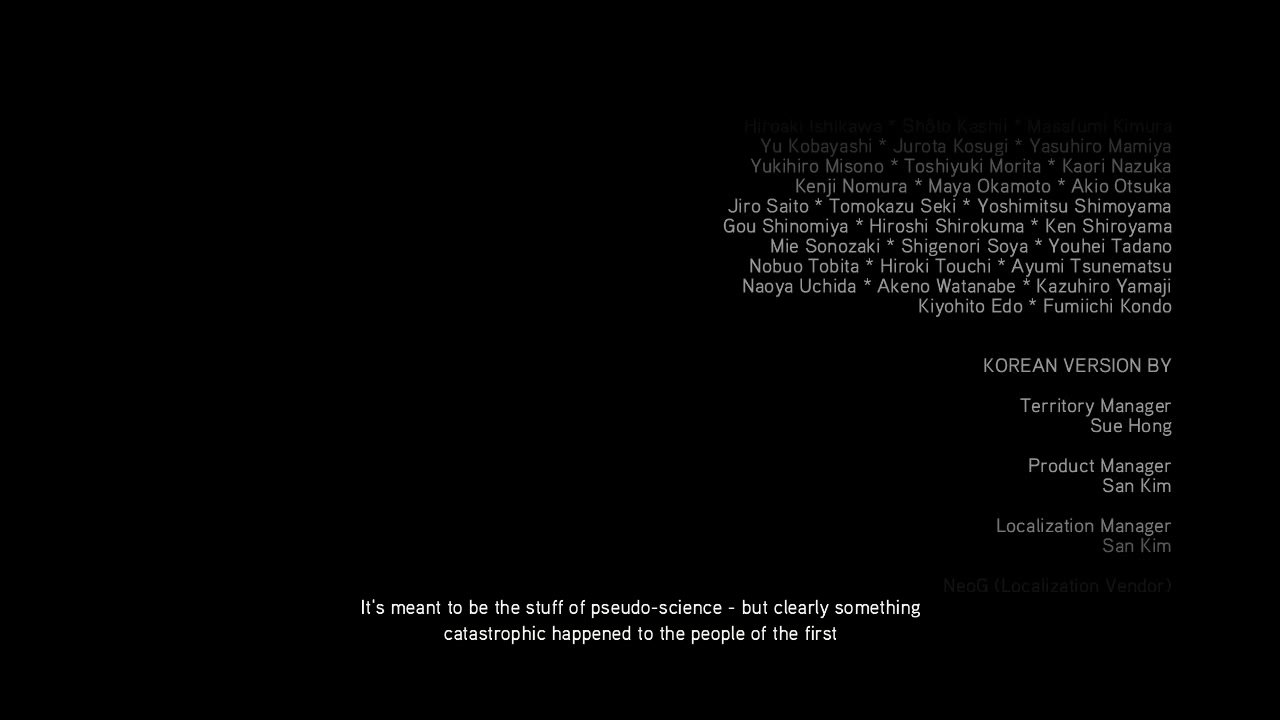 Hiroaki Ishikawa * Shôto Kashii * Masafumi Kimura
Yu Kobayashi * Jurota Kosugi * Yasuhiro Mamiya
Yukihiro Misono * Toshiyuki Morita * Kaori Nazuka
Kenji Nomura * Maya Okamoto * Akio Otsuka
Jiro Saito * Tomokazu Seki * Yoshimitsu Shimoyama
Gou Shinomiya * Hiroshi Shirokuma * Ken Shiroyama
Mie Sonozaki * Shigenori Soya * Youhei Tadano
Nobuo Tobita * Hiroki Touchi * Ayumi Tsunematsu
Naoya Uchida * Akeno Watanabe * Kazuhiro Yamaji
Kiyohito Edo * Fumiichi Kondo
KOREAN VERSION BY
Territory Manager
Sue Hong
Product Manager
San Kim
Localization Manager
San Kim
NeoG (Localization Vendor)
It's meant to be the stuff of pseudo-science - but clearly something
catastrophic happened to the people of the first